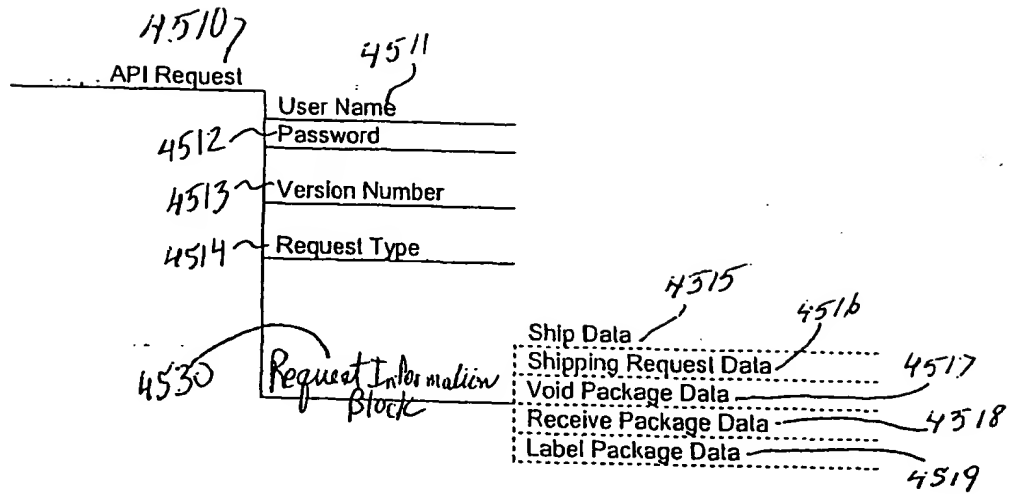 4510
4511
API Request
User Name
4512 Password
4513 Version Number
4514 Request Type
4515
4516
Ship Data
Shipping Request Data
4517
4530 Request Information
Block
Void Package Data
Receive Package Data 4518
Label Package Data
4519